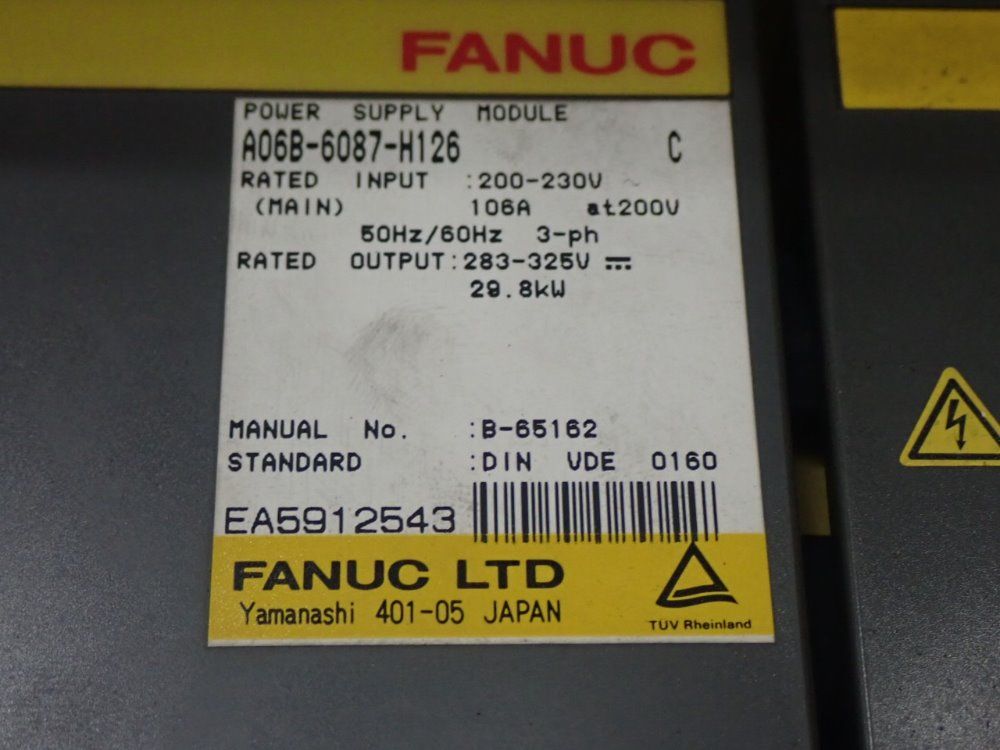 FANUC
POWER SUPPLY MODULE
A06B-6087-H126 C
RATED INPUT :200-230V ~
(MAIN) 106A at200V
50Hz/60Hz 3-ph
RATED OUTPUT:283-325V ⎓
29.8kW
MANUAL No. :B-65162
STANDARD :DIN VDE 0160
EA5912543
FANUC LTD
Yamanashi 401-05 JAPAN
TÜV Rheinland